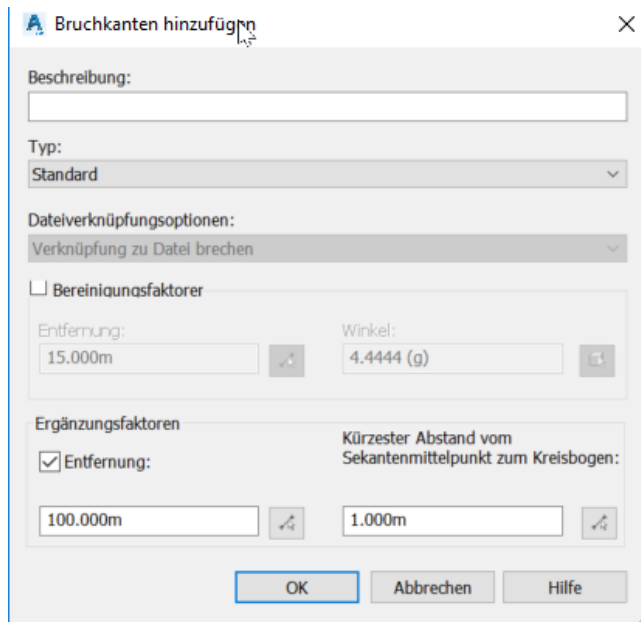 Bruchkanten hinzufügen
Beschreibung:
Typ:
Standard
Dateiverknüpfungsoptionen:
Verknüpfung zu Datei brechen
Bereinigungsfaktorer
Entfernung:
Winkel:
15.000m
4.4444 (g)
Ergänzungsfaktoren
Entfernung:
Kürzester Abstand vom
Sekantenmittelpunkt zum Kreisbogen:
100.000m
1.000m
OK
Abbrechen
Hilfe